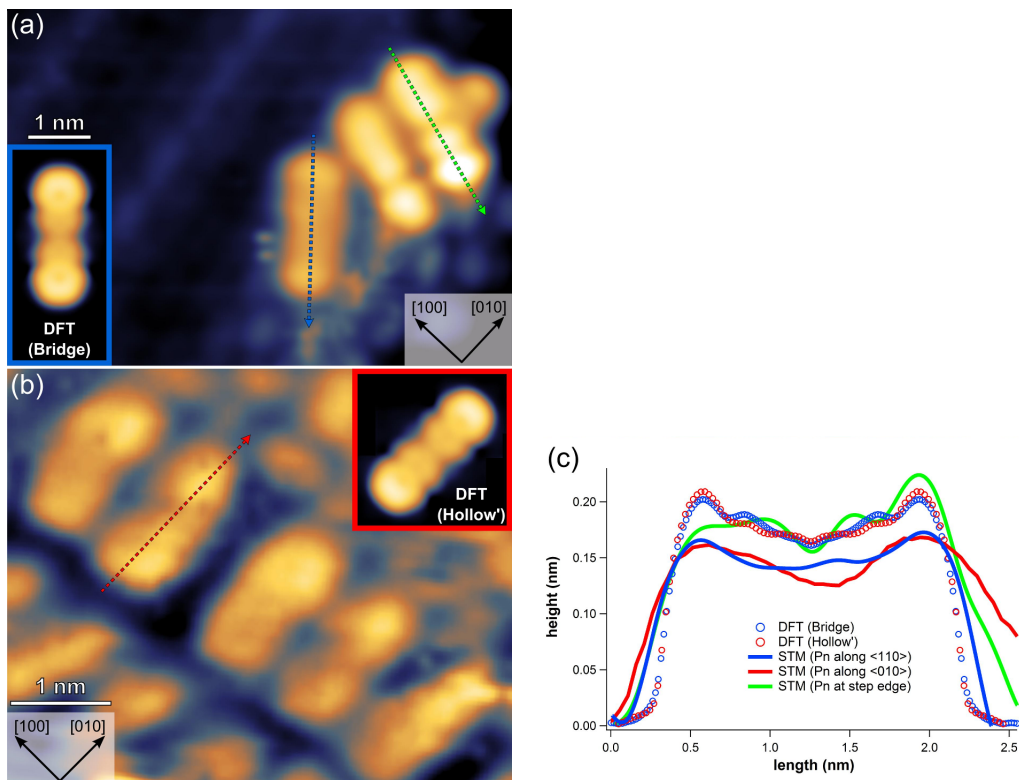 (a)
1 nm
DFT
(Bridge)
[100] [010]
(b)
DFT
(Hollow')
1 nm
[100] [010]
(c)
height (nm)
0.20
0.15
0.10
0.05
0.00
DFT (Bridge)
DFT (Hollow')
STM (Pn along <110>)
STM (Pn along <010>)
STM (Pn at step edge)
0.0 0.5 1.0 1.5 2.0 2.5
length (nm)